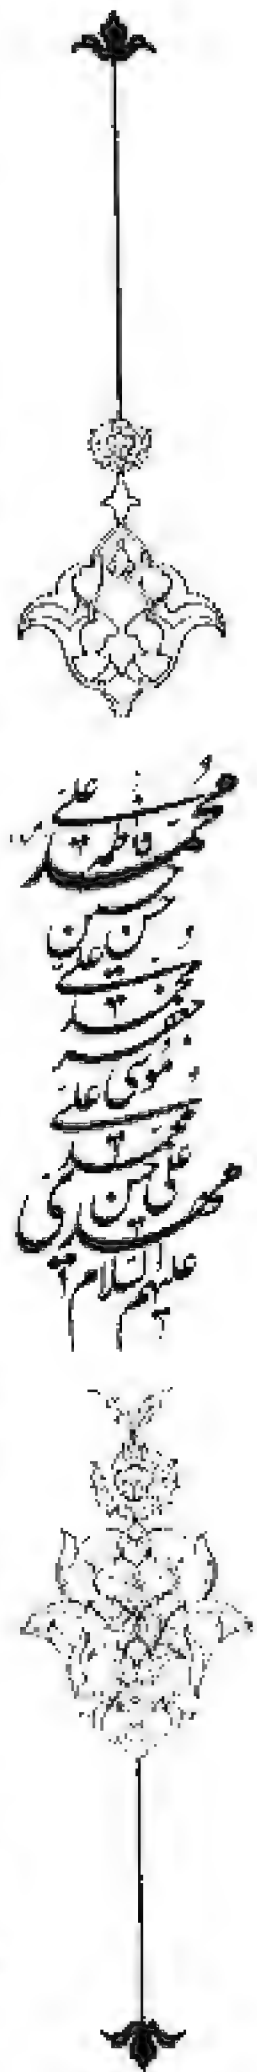 محمد علی
فاطمه
حسن حسین
علی
محمد
جعفر
موسی علی
محمد
علی حسن
مهدی
علیهم السلام